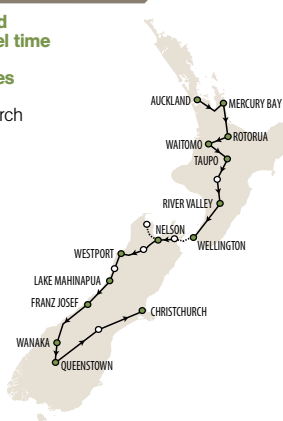 d
el time
es
rch
AUCKLAND
MERCURY BAY
ROTORUA
WAITOMO
TAUPO
RIVER VALLEY
NELSON
WELLINGTON
WESTPORT
LAKE MAHINAPUA
FRANZ JOSEF
CHRISTCHURCH
WANAKA
QUEENSTOWN